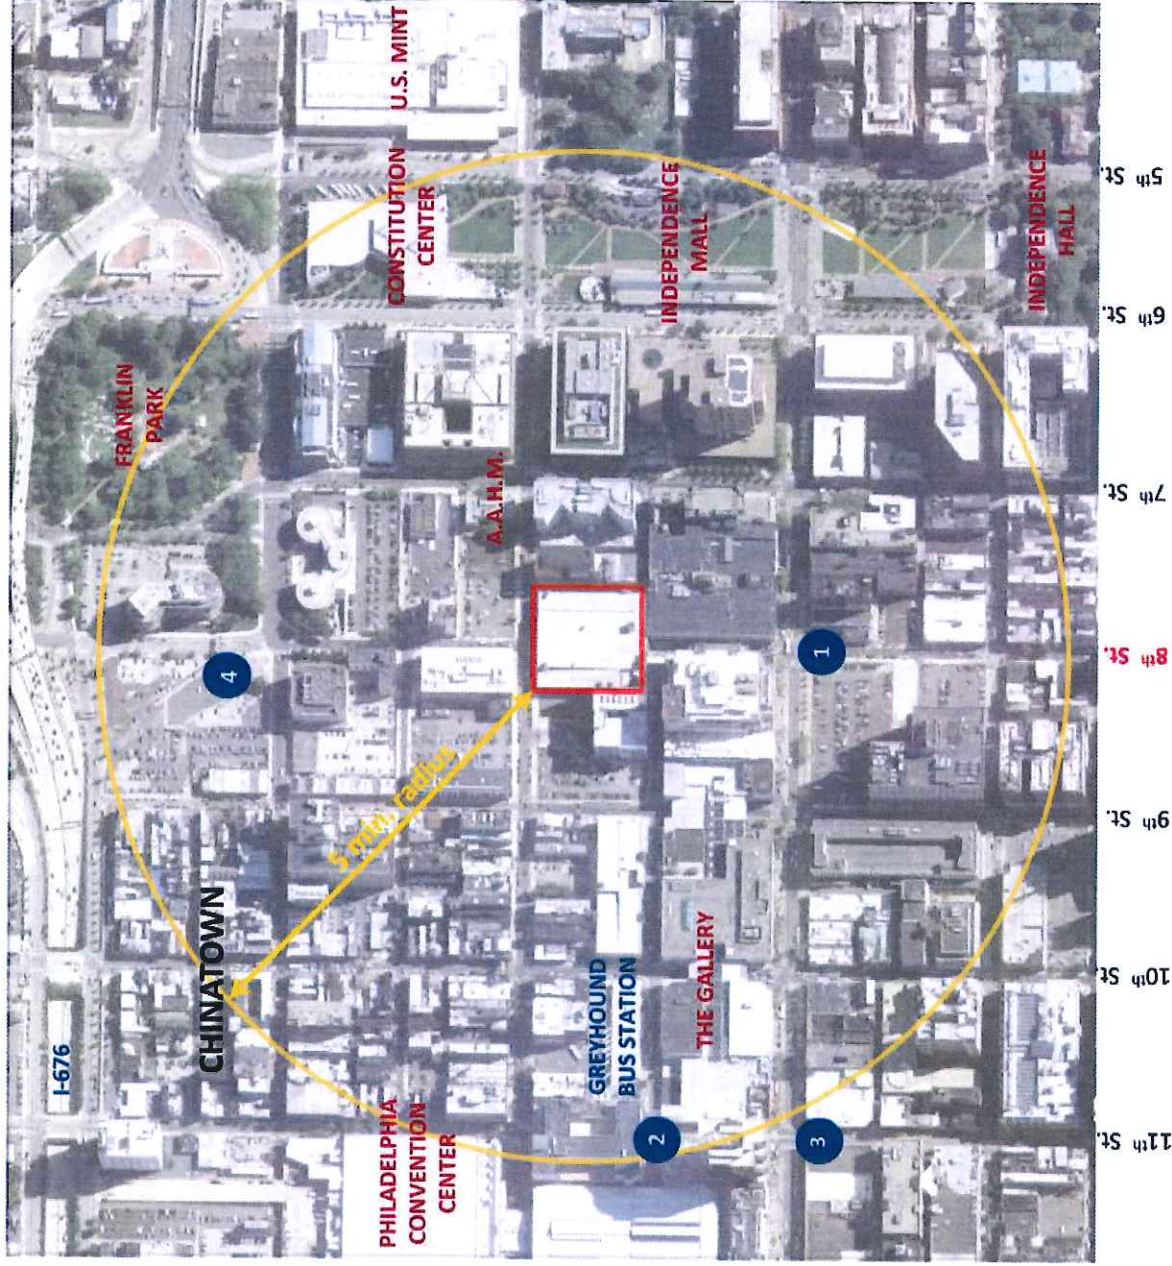 I-676
FRANKLIN
PARK
CHINATOWN
4
5 min. radius
PHILADELPHIA
CONVENTION
CENTER
CONSTITUTION
CENTER
U.S. MINT
A.A.H.M.
GREYHOUND
BUS STATION
2
INDEPENDENCE
MALL
THE GALLERY
3
1
INDEPENDENCE
HALL
11th St.
10th St.
9th St.
8th St.
7th St.
6th St.
5th St.